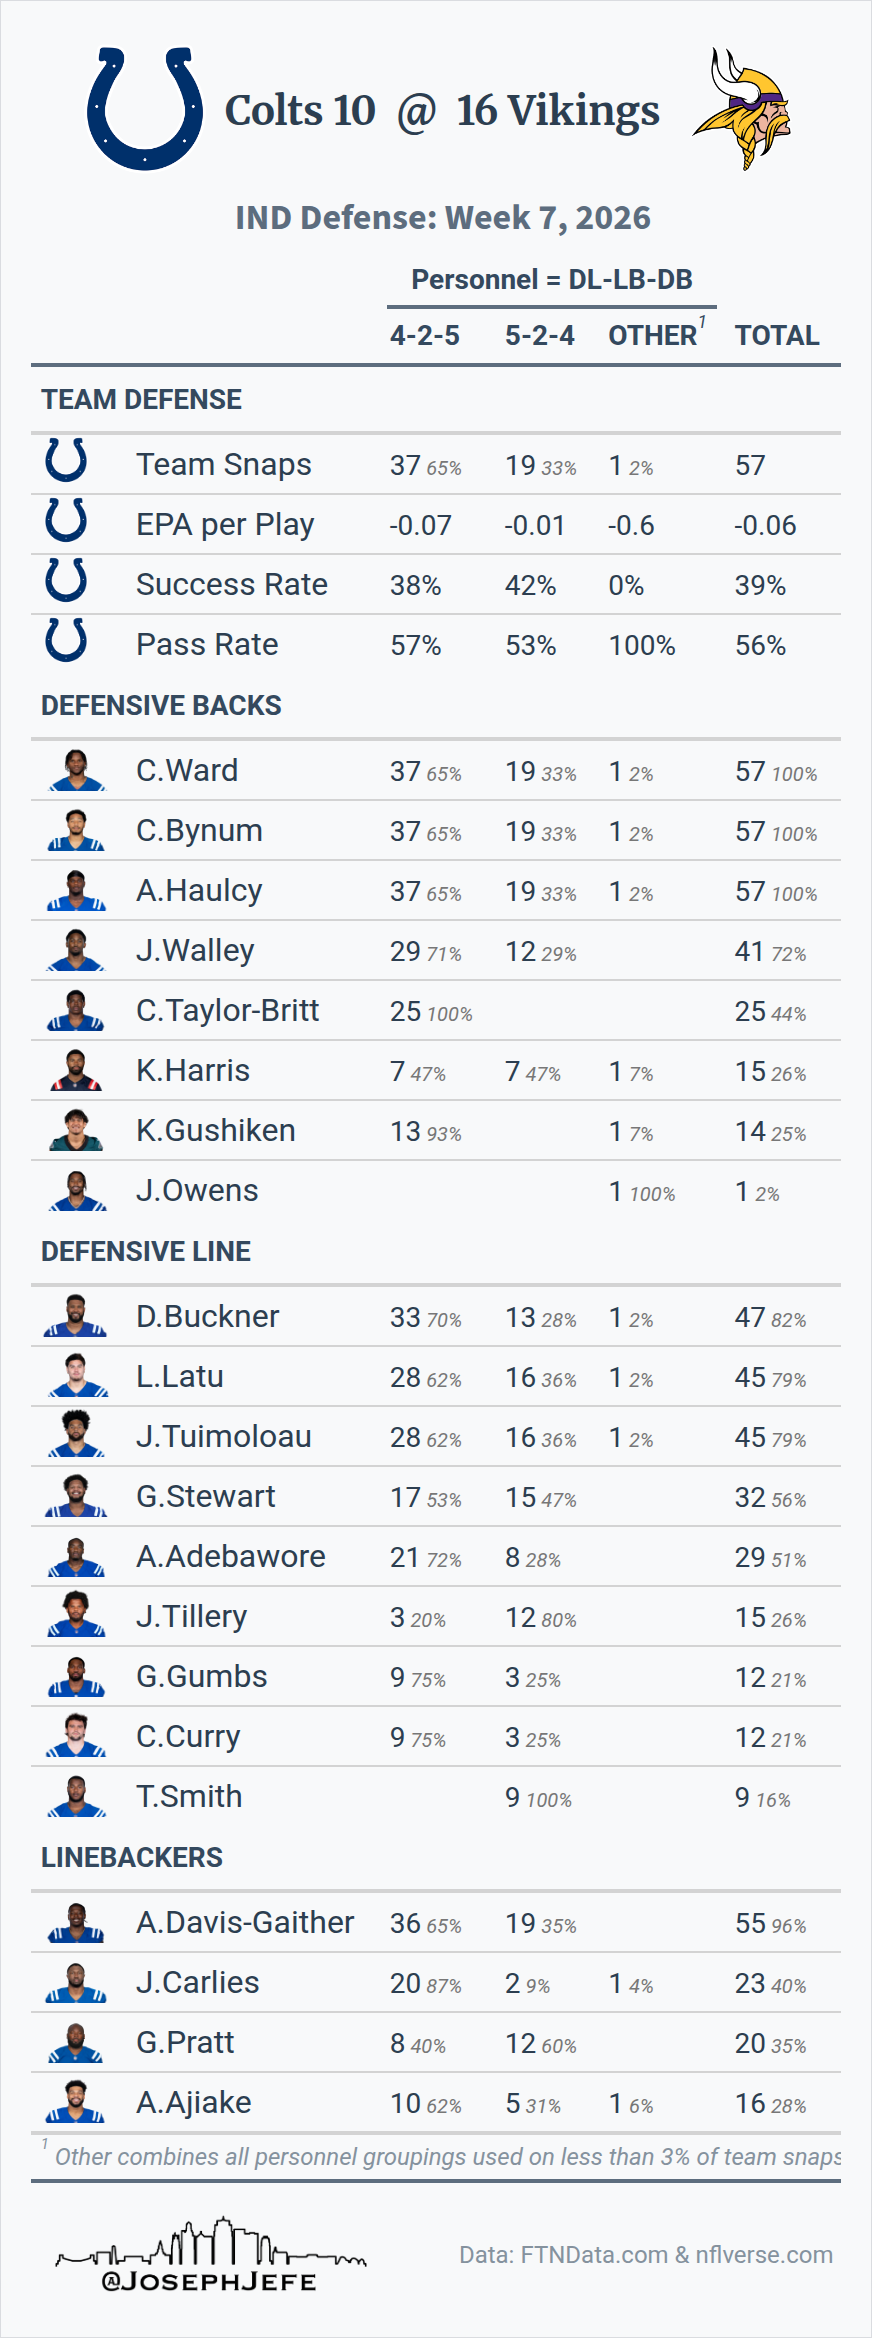 Colts 10 @ 16 Vikings
IND Defense: Week 7, 2026
Personnel = DL-LB-DB
4-2-5 5-2-4 OTHER1 TOTAL
TEAM DEFENSE
Team Snaps 37 65% 19 33% 1 2% 57
EPA per Play -0.07 -0.01 -0.6 -0.06
Success Rate 38% 42% 0% 39%
Pass Rate 57% 53% 100% 56%
DEFENSIVE BACKS
C.Ward 37 65% 19 33% 1 2% 57 100%
C.Bynum 37 65% 19 33% 1 2% 57 100%
A.Haulcy 37 65% 19 33% 1 2% 57 100%
J.Walley 29 71% 12 29% 41 72%
C.Taylor-Britt 25 100% 25 44%
K.Harris 7 47% 7 47% 1 7% 15 26%
K.Gushiken 13 93% 1 7% 14 25%
J.Owens 1 100% 1 2%
DEFENSIVE LINE
D.Buckner 33 70% 13 28% 1 2% 47 82%
L.Latu 28 62% 16 36% 1 2% 45 79%
J.Tuimoloau 28 62% 16 36% 1 2% 45 79%
G.Stewart 17 53% 15 47% 32 56%
A.Adebawore 21 72% 8 28% 29 51%
J.Tillery 3 20% 12 80% 15 26%
G.Gumbs 9 75% 3 25% 12 21%
C.Curry 9 75% 3 25% 12 21%
T.Smith 9 100% 9 16%
LINEBACKERS
A.Davis-Gaither 36 65% 19 35% 55 96%
J.Carlies 20 87% 2 9% 1 4% 23 40%
G.Pratt 8 40% 12 60% 20 35%
A.Ajiake 10 62% 5 31% 1 6% 16 28%
1 Other combines all personnel groupings used on less than 3% of team snaps
@JOSEPHJEFE
Data: FTNData.com & nflverse.com